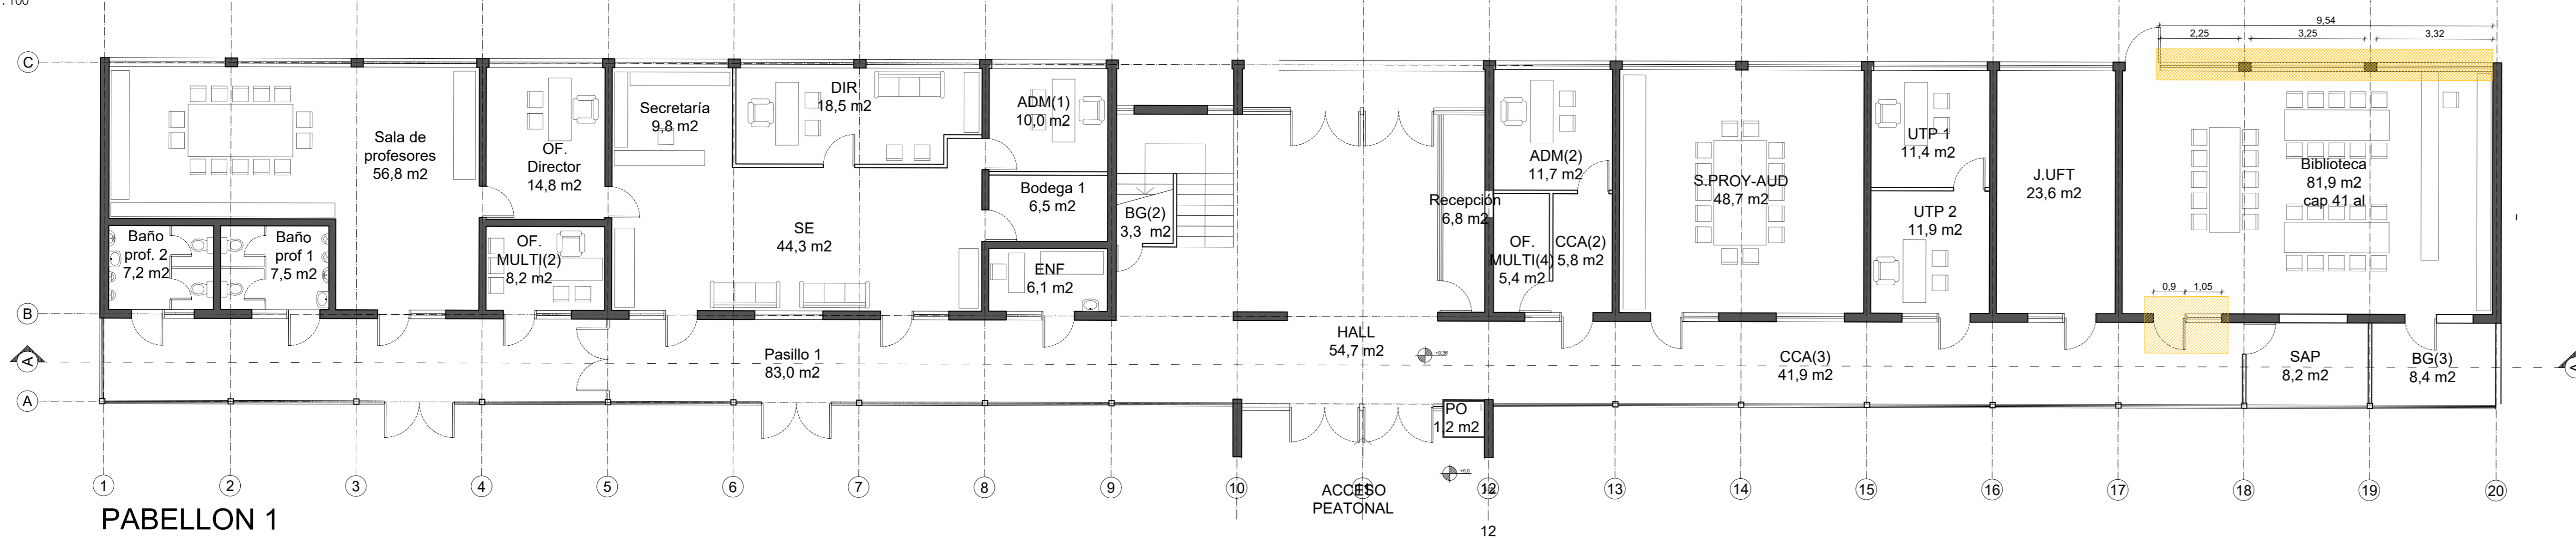 : 100
9,54
2,25
3,25
3,32
C
Sala de
profesores
56,8 m2
OF.
Director
14,8 m2
Secretaría
9,8 m2
DIR
18,5 m2
ADM(1)
10,0 m2
Bodega 1
6,5 m2
BG(2)
3,3 m2
SE
44,3 m2
ENF
6,1 m2
Baño
prof. 2
7,2 m2
Baño
prof 1
7,5 m2
OF.
MULTI(2)
8,2 m2
Recepción
6,8 m2
ADM(2)
11,7 m2
OF.
MULTI(4)
5,4 m2
CCA(2)
5,8 m2
S.PROY-AUD
48,7 m2
UTP 1
11,4 m2
UTP 2
11,9 m2
J.UFT
23,6 m2
Biblioteca
81,9 m2
cap 41 al
0,9
1,05
B
HALL
54,7 m2
+0,38
Pasillo 1
83,0 m2
CCA(3)
41,9 m2
SAP
8,2 m2
BG(3)
8,4 m2
A
A
A
PO
1,2 m2
+0,0
1
2
3
4
5
6
7
8
9
10
11
12
13
14
15
16
17
18
19
20
ACCESO
PEATONAL
12
PABELLON 1